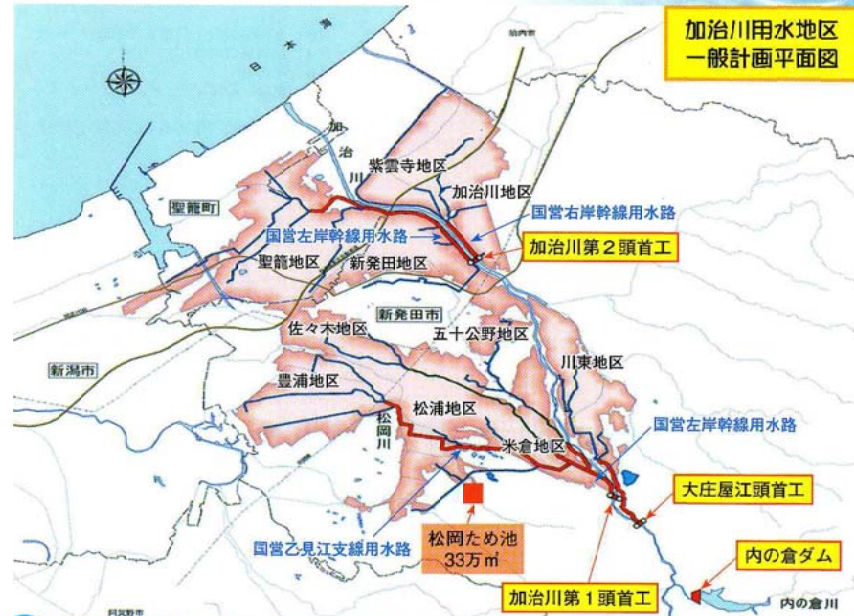 加治川用水地区
一般計画平面図
日本海
胎内市
加治川
紫雲寺地区
加治川地区
聖籠町
国営右岸幹線用水路
国営左岸幹線用水路
加治川第2頭首工
聖籠地区
新発田地区
新発田市
佐々木地区
五十公野地区
川東地区
新潟市
豊浦地区
松浦地区
松岡川
米倉地区
国営左岸幹線用水路
大庄屋江頭首工
国営乙見江支線用水路
松岡ため池
33万㎥
内の倉ダム
加治川第1頭首工
内の倉川
阿賀野市